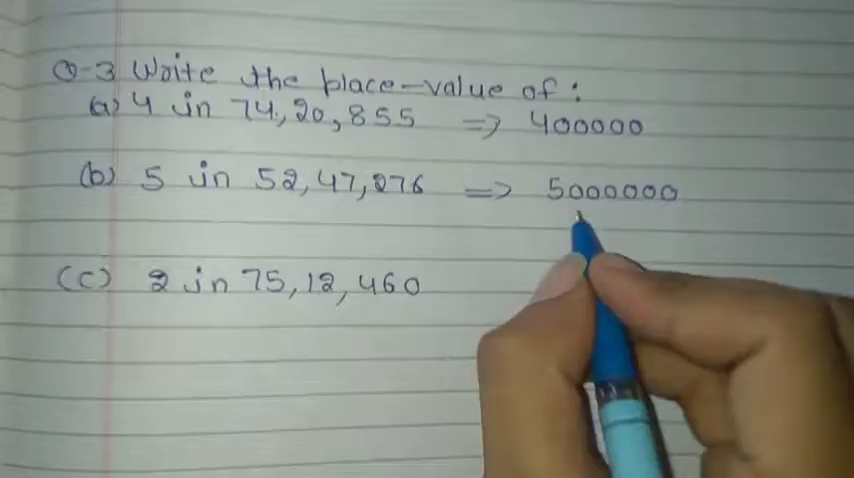 Q-3 Write the place-value of:
(a) 4 in 74,20,855 => 400000
(b) 5 in 52,47,276 => 5000000
(c) 2 in 75,12,460